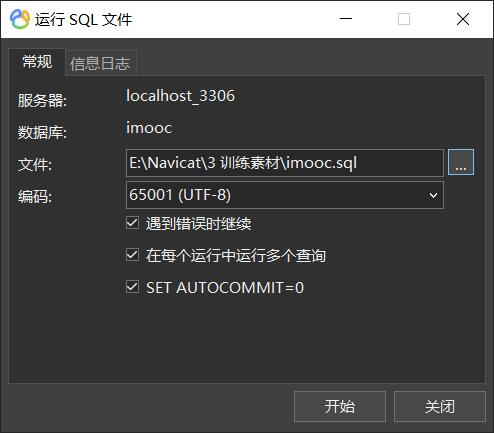 运行 SQL 文件
常规 信息日志
服务器: localhost_3306
数据库: imooc
文件: E:\Navicat\3 训练素材\imooc.sql ...
编码: 65001 (UTF-8)
遇到错误时继续
在每个运行中运行多个查询
SET AUTOCOMMIT=0
开始 关闭